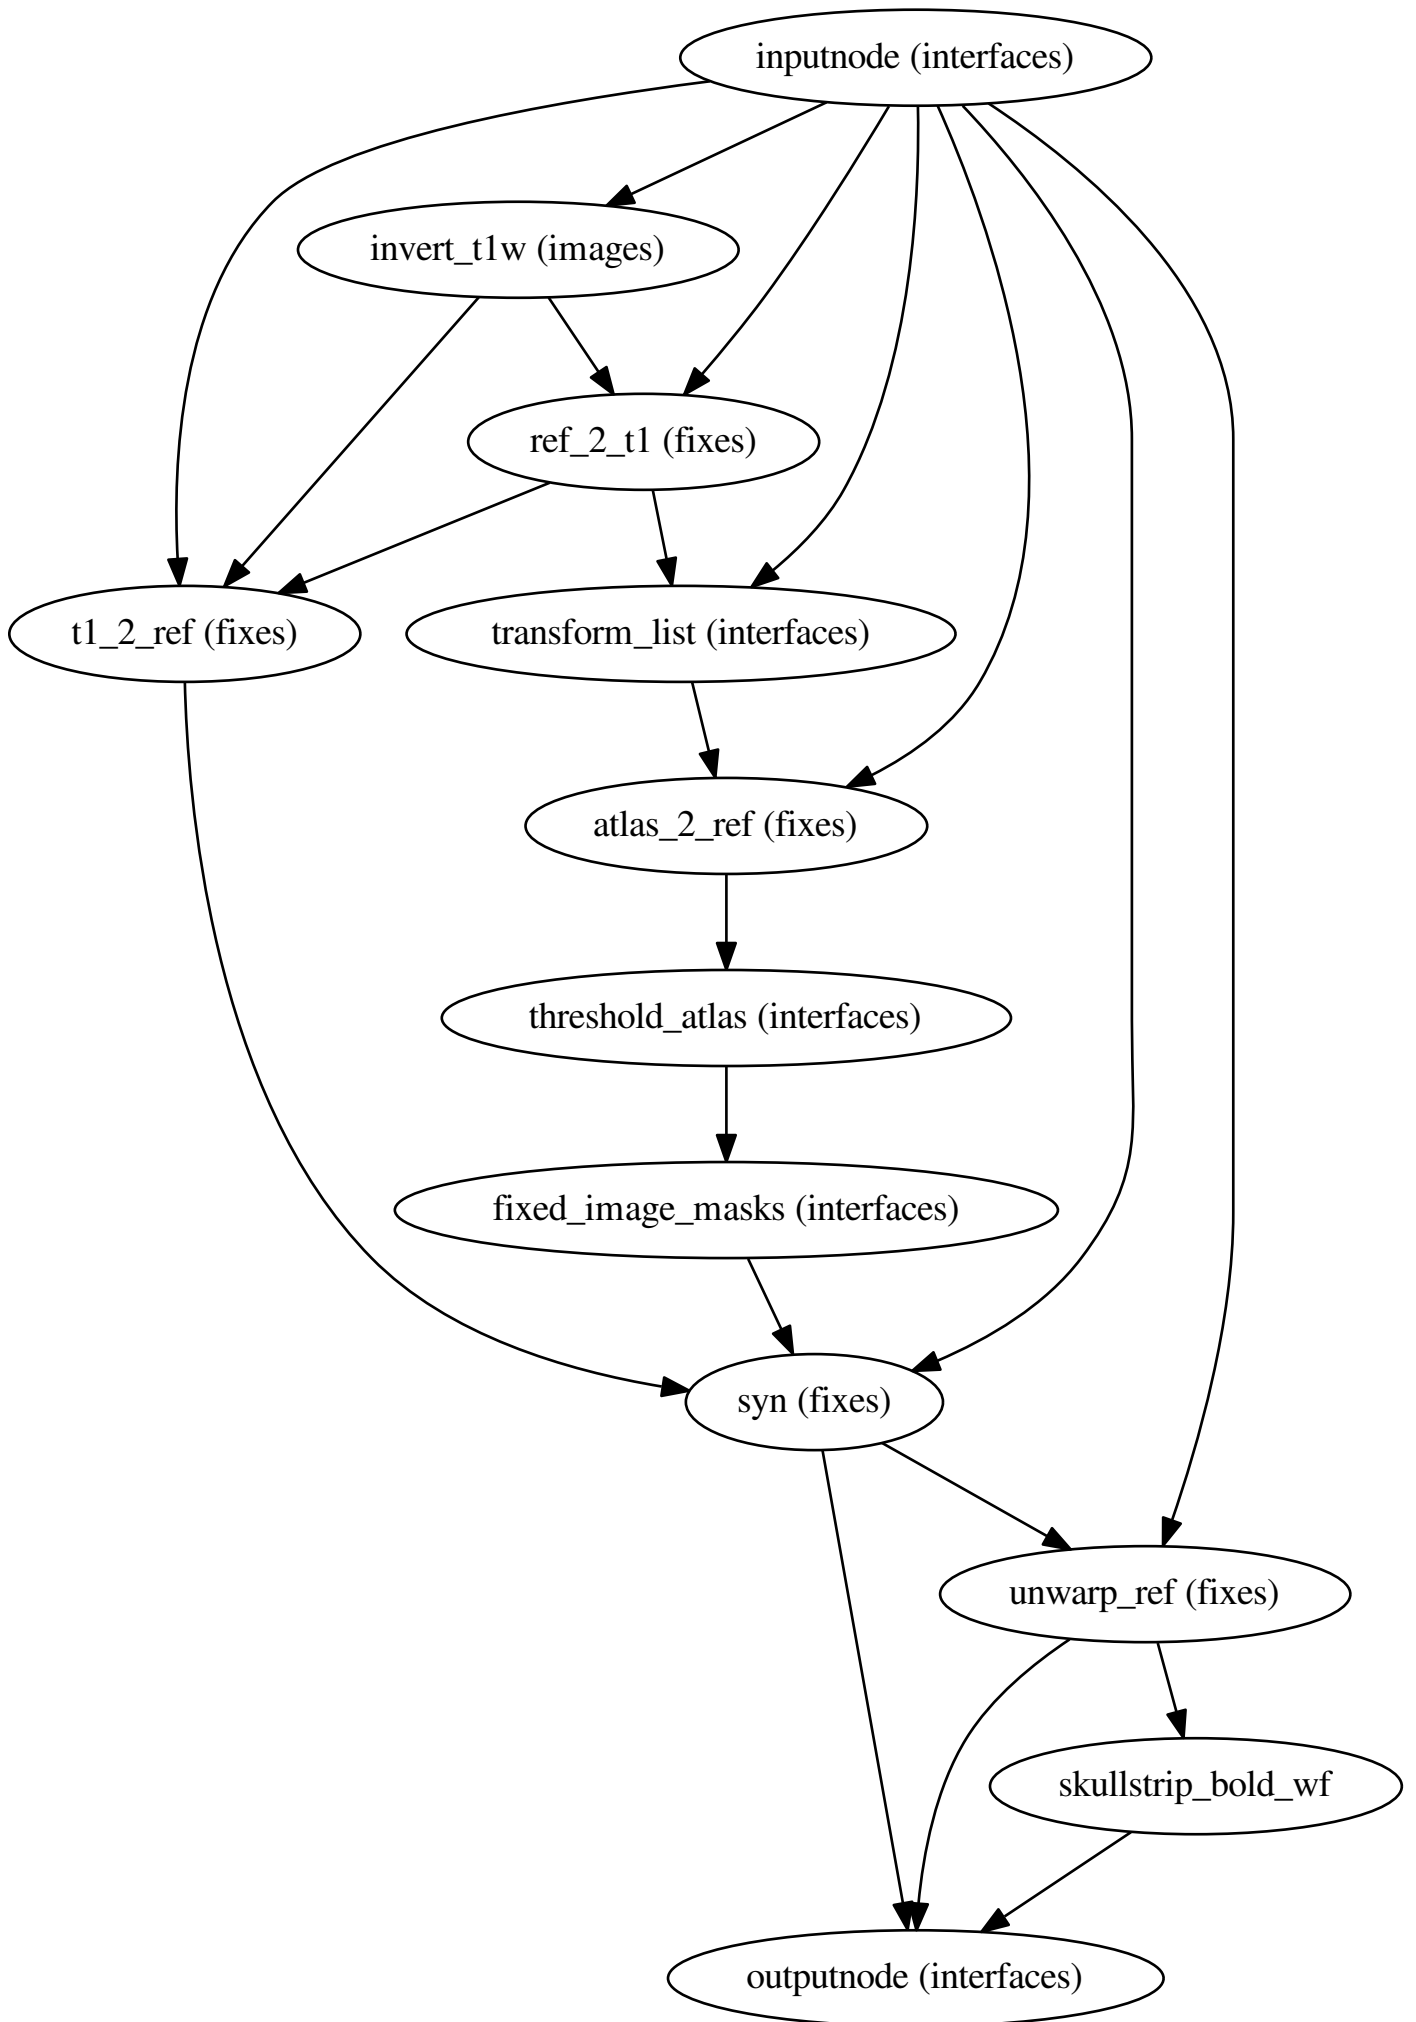 inputnode (interfaces)
invert_t1w (images)
ref_2_t1 (fixes)
t1_2_ref (fixes)
transform_list (interfaces)
atlas_2_ref (fixes)
threshold_atlas (interfaces)
fixed_image_masks (interfaces)
syn (fixes)
unwarp_ref (fixes)
skullstrip_bold_wf
outputnode (interfaces)